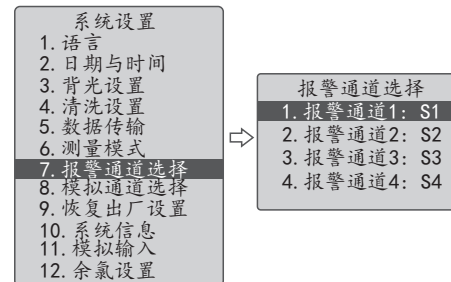 系统设置
1. 语言
2. 日期与时间
3. 背光设置
4. 清洗设置
5. 数据传输
6. 测量模式
7. 报警通道选择
8. 模拟通道选择
9. 恢复出厂设置
10. 系统信息
11. 模拟输入
12. 余氯设置
报警通道选择
1. 报警通道1: S1
2. 报警通道2: S2
3. 报警通道3: S3
4. 报警通道4: S4